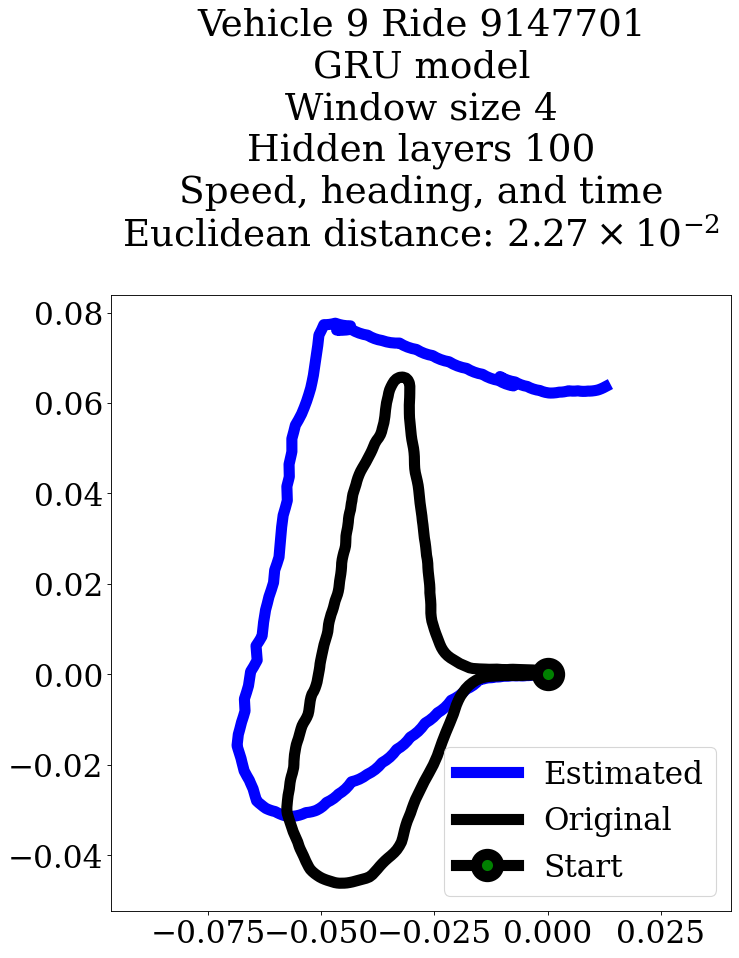 Vehicle 9 Ride 9147701
GRU model
Window size 4
Hidden layers 100
Speed, heading, and time
Euclidean distance: 2.27 × 10⁻²
0.08
0.06
0.04
0.02
0.00
−0.02
−0.04
Estimated
Original
Start
−0.075 −0.050 −0.025 0.000 0.025